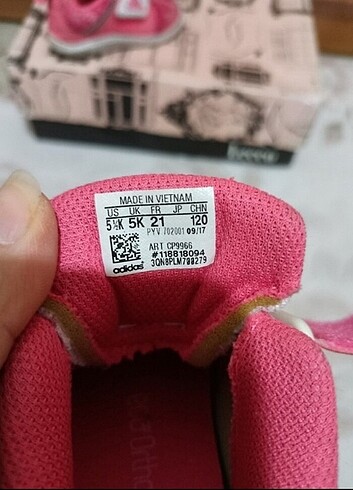 MADE IN VIETNAM
US UK FR JP CHN
5½K 5K 21 120
PYV 702001 09/17
ART CP9966
#118818094
adidas